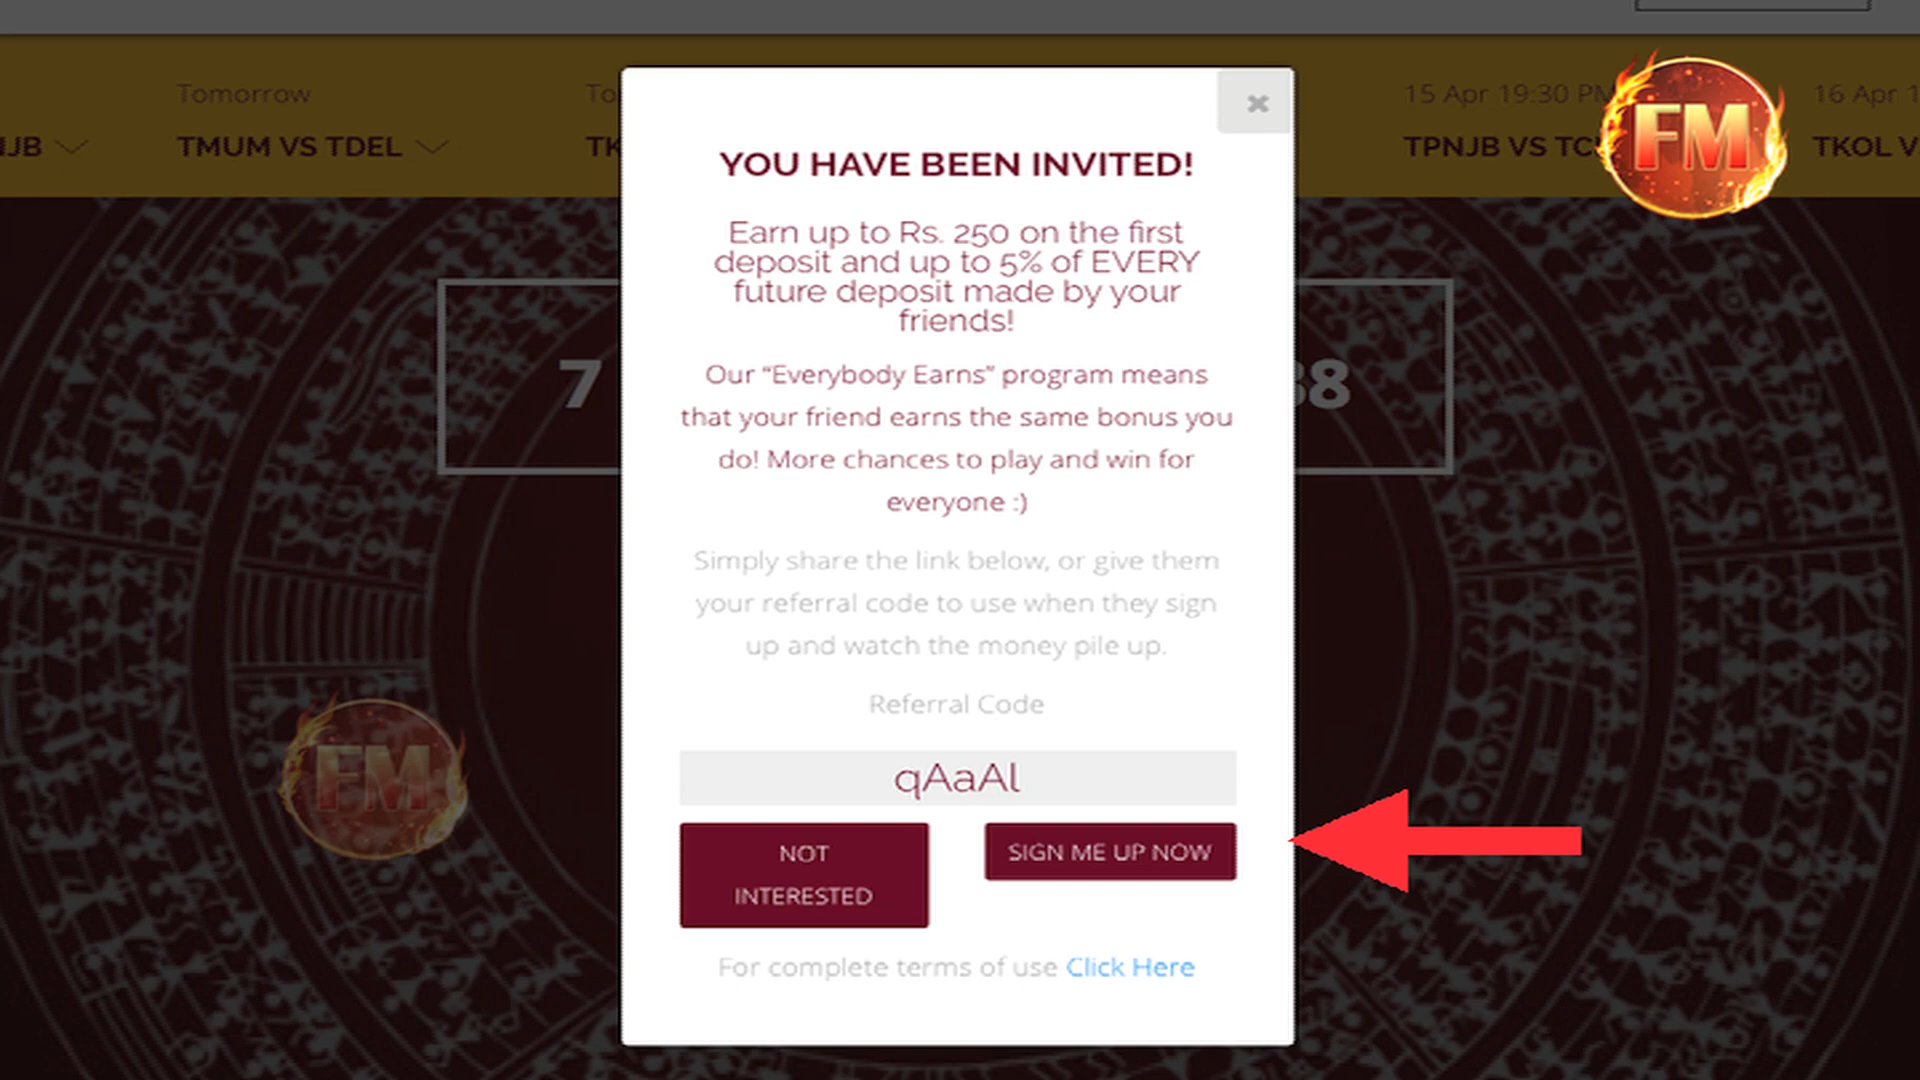 Tomorrow
15 Apr 19:30
16 Apr
TMUM VS TDEL
TPNJB VS
TKOL
FM
YOU HAVE BEEN INVITED!
Earn up to Rs. 250 on the first
deposit and up to 5% of EVERY
future deposit made by your
friends!
7
Our “Everybody Earns” program means
that your friend earns the same bonus you
do! More chances to play and win for
everyone :)
Simply share the link below, or give them
your referral code to use when they sign
up and watch the money pile up.
Referral Code
qAaAl
FM
NOT
INTERESTED
SIGN ME UP NOW
For complete terms of use Click Here